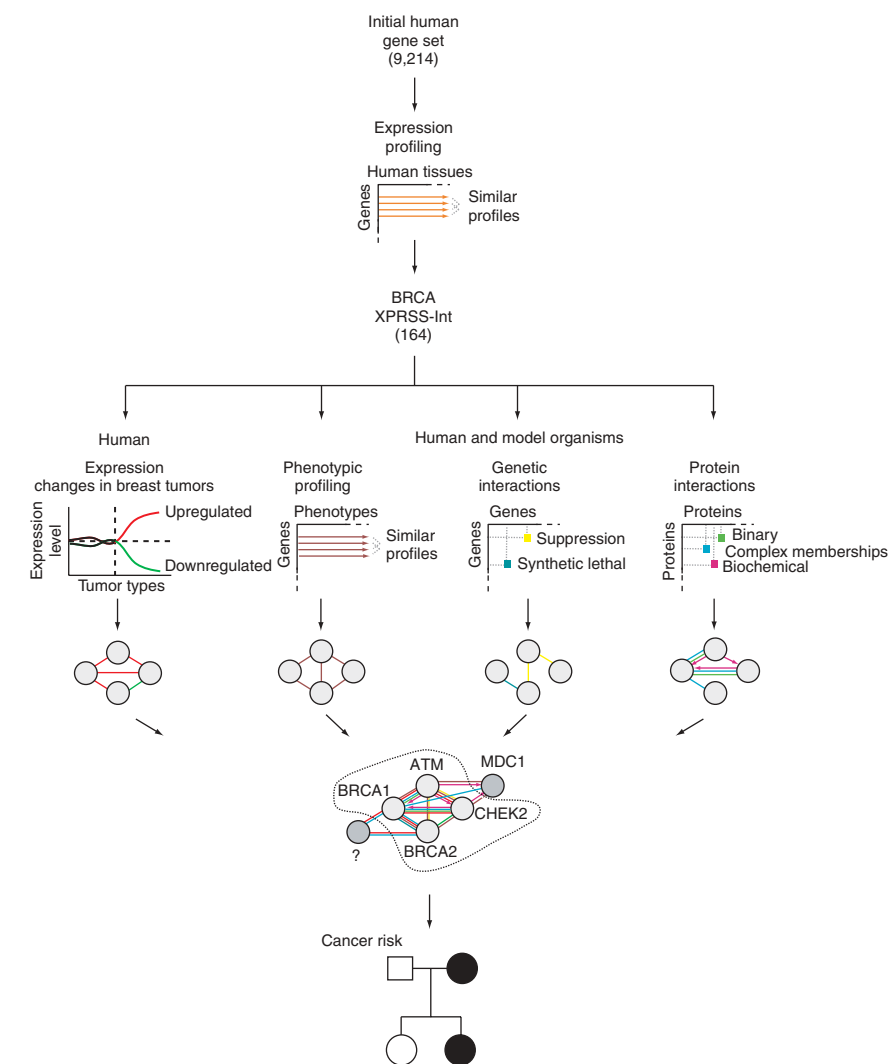 Initial human
gene set
(9,214)
Expression
profiling
Human tissues
Genes
Similar
profiles
BRCA
XPRSS-Int
(164)
Human
Human and model organisms
Expression
changes in breast tumors
Expression
level
Upregulated
Downregulated
Tumor types
Phenotypic
profiling
Phenotypes
Genes
Similar
profiles
Genetic
interactions
Genes
Genes
Suppression
Synthetic lethal
Protein
interactions
Proteins
Proteins
Binary
Complex memberships
Biochemical
ATM
MDC1
BRCA1
CHEK2
BRCA2
?
Cancer risk